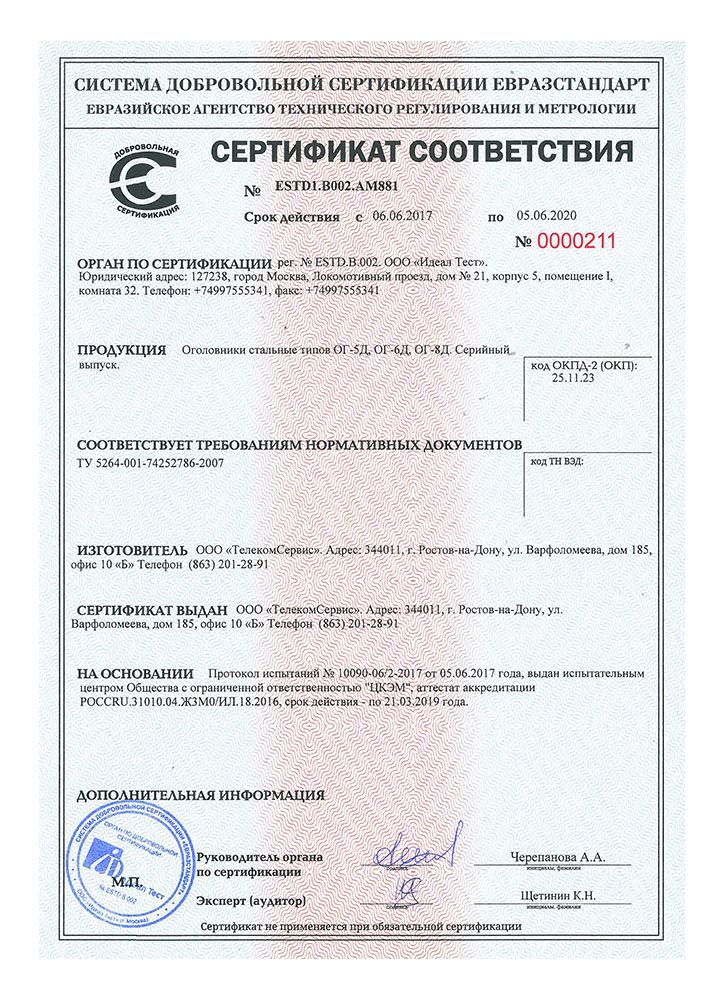 СИСТЕМА ДОБРОВОЛЬНОЙ СЕРТИФИКАЦИИ ЕВРАЗСТАНДАРТ
ЕВРАЗИЙСКОЕ АГЕНТСТВО ТЕХНИЧЕСКОГО РЕГУЛИРОВАНИЯ И МЕТРОЛОГИИ
ДОБРОВОЛЬНАЯ
СЕРТИФИКАЦИЯ
СЕРТИФИКАТ СООТВЕТСТВИЯ
№ ESTD1.B002.AM881
Срок действия с 06.06.2017 по 05.06.2020
№ 0000211
ОРГАН ПО СЕРТИФИКАЦИИ рег. № ESTD.B.002. ООО «Идеал Тест».
Юридический адрес: 127238, город Москва, Локомотивный проезд, дом № 21, корпус 5, помещение I,
комната 32. Телефон: +74997555341, факс: +74997555341
ПРОДУКЦИЯ Оголовники стальные типов ОГ-5Д, ОГ-6Д, ОГ-8Д. Серийный
выпуск.
код ОКПД-2 (ОКП):
25.11.23
СООТВЕТСТВУЕТ ТРЕБОВАНИЯМ НОРМАТИВНЫХ ДОКУМЕНТОВ
ТУ 5264-001-74252786-2007
код ТН ВЭД:
ИЗГОТОВИТЕЛЬ ООО «ТелекомСервис». Адрес: 344011, г. Ростов-на-Дону, ул. Варфоломеева, дом 185,
офис 10 «Б» Телефон (863) 201-28-91
СЕРТИФИКАТ ВЫДАН ООО «ТелекомСервис». Адрес: 344011, г. Ростов-на-Дону, ул.
Варфоломеева, дом 185, офис 10 «Б» Телефон (863) 201-28-91
НА ОСНОВАНИИ Протокол испытаний № 10090-06/2-2017 от 05.06.2017 года, выдан испытательным
центром Общества с ограниченной ответственностью "ЦКЭМ", аттестат аккредитации
РОССRU.31010.04.ЖЗМ0/ИЛ.18.2016, срок действия - по 21.03.2019 года.
ДОПОЛНИТЕЛЬНАЯ ИНФОРМАЦИЯ
СИСТЕМА ДОБРОВОЛЬНОЙ СЕРТИФИКАЦИИ «ЕВРАЗСТАНДАРТ»
ОРГАН ПО ДОБРОВОЛЬНОЙ
СЕРТИФИКАЦИИ
Тест
№ ESTD.B.002
ООО «Идеал Тест» (г. Москва)
М.П.
Руководитель органа
по сертификации
подпись
Черепанова А.А.
инициалы, фамилия
Эксперт (аудитор)
подпись
Щетинин К.Н.
инициалы, фамилия
Сертификат не применяется при обязательной сертификации